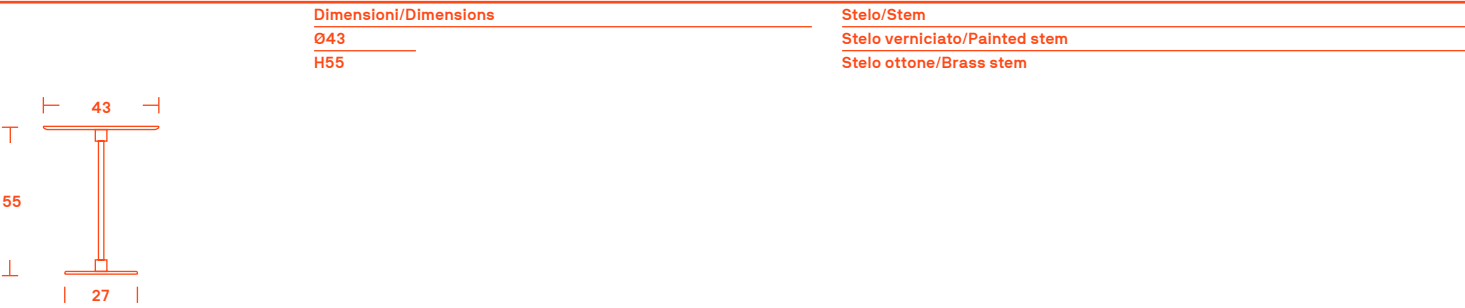 Dimensioni/Dimensions
Ø43
H55
Stelo/Stem
Stelo verniciato/Painted stem
Stelo ottone/Brass stem
43
55
27